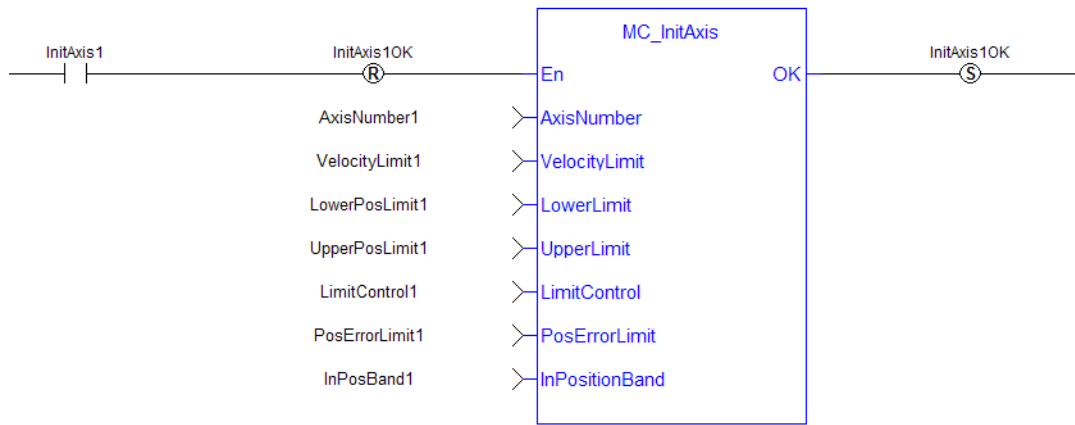 MC_InitAxis
InitAxis1 InitAxis1OK InitAxis1OK
R En OK S
AxisNumber1 AxisNumber
VelocityLimit1 VelocityLimit
LowerPosLimit1 LowerLimit
UpperPosLimit1 UpperLimit
LimitControl1 LimitControl
PosErrorLimit1 PosErrorLimit
InPosBand1 InPositionBand